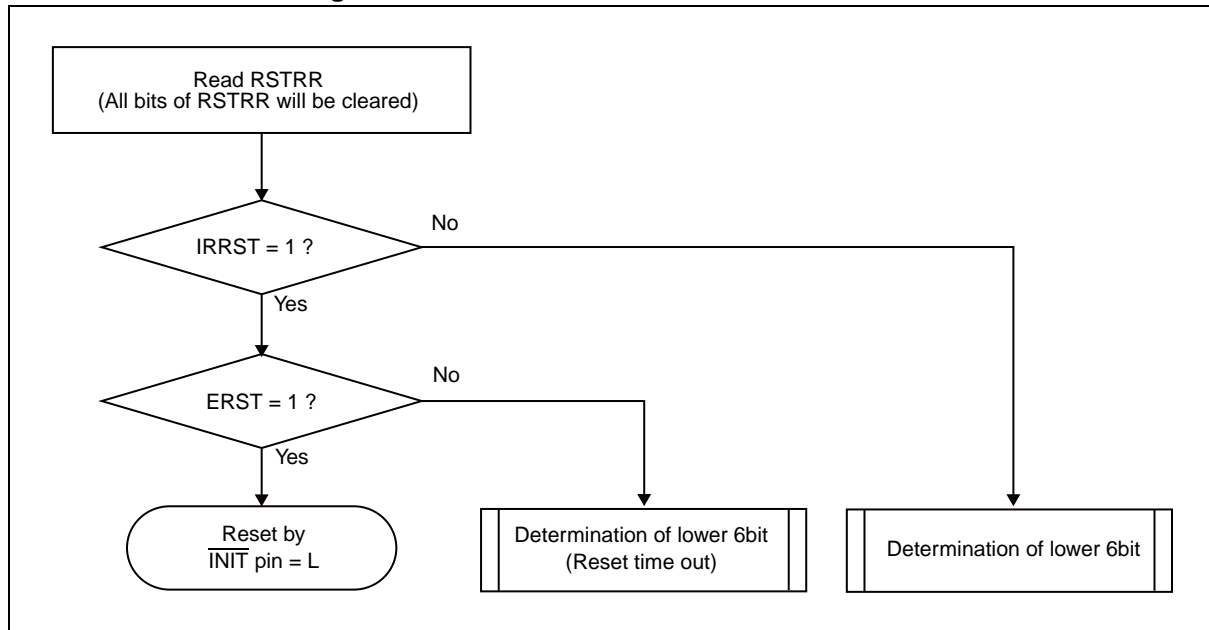 Read RSTRR
(All bits of RSTRR will be cleared)
No
IRRST = 1 ?
Yes
No
ERST = 1 ?
Yes
Reset by
INIT pin = L
Determination of lower 6bit
(Reset time out)
Determination of lower 6bit